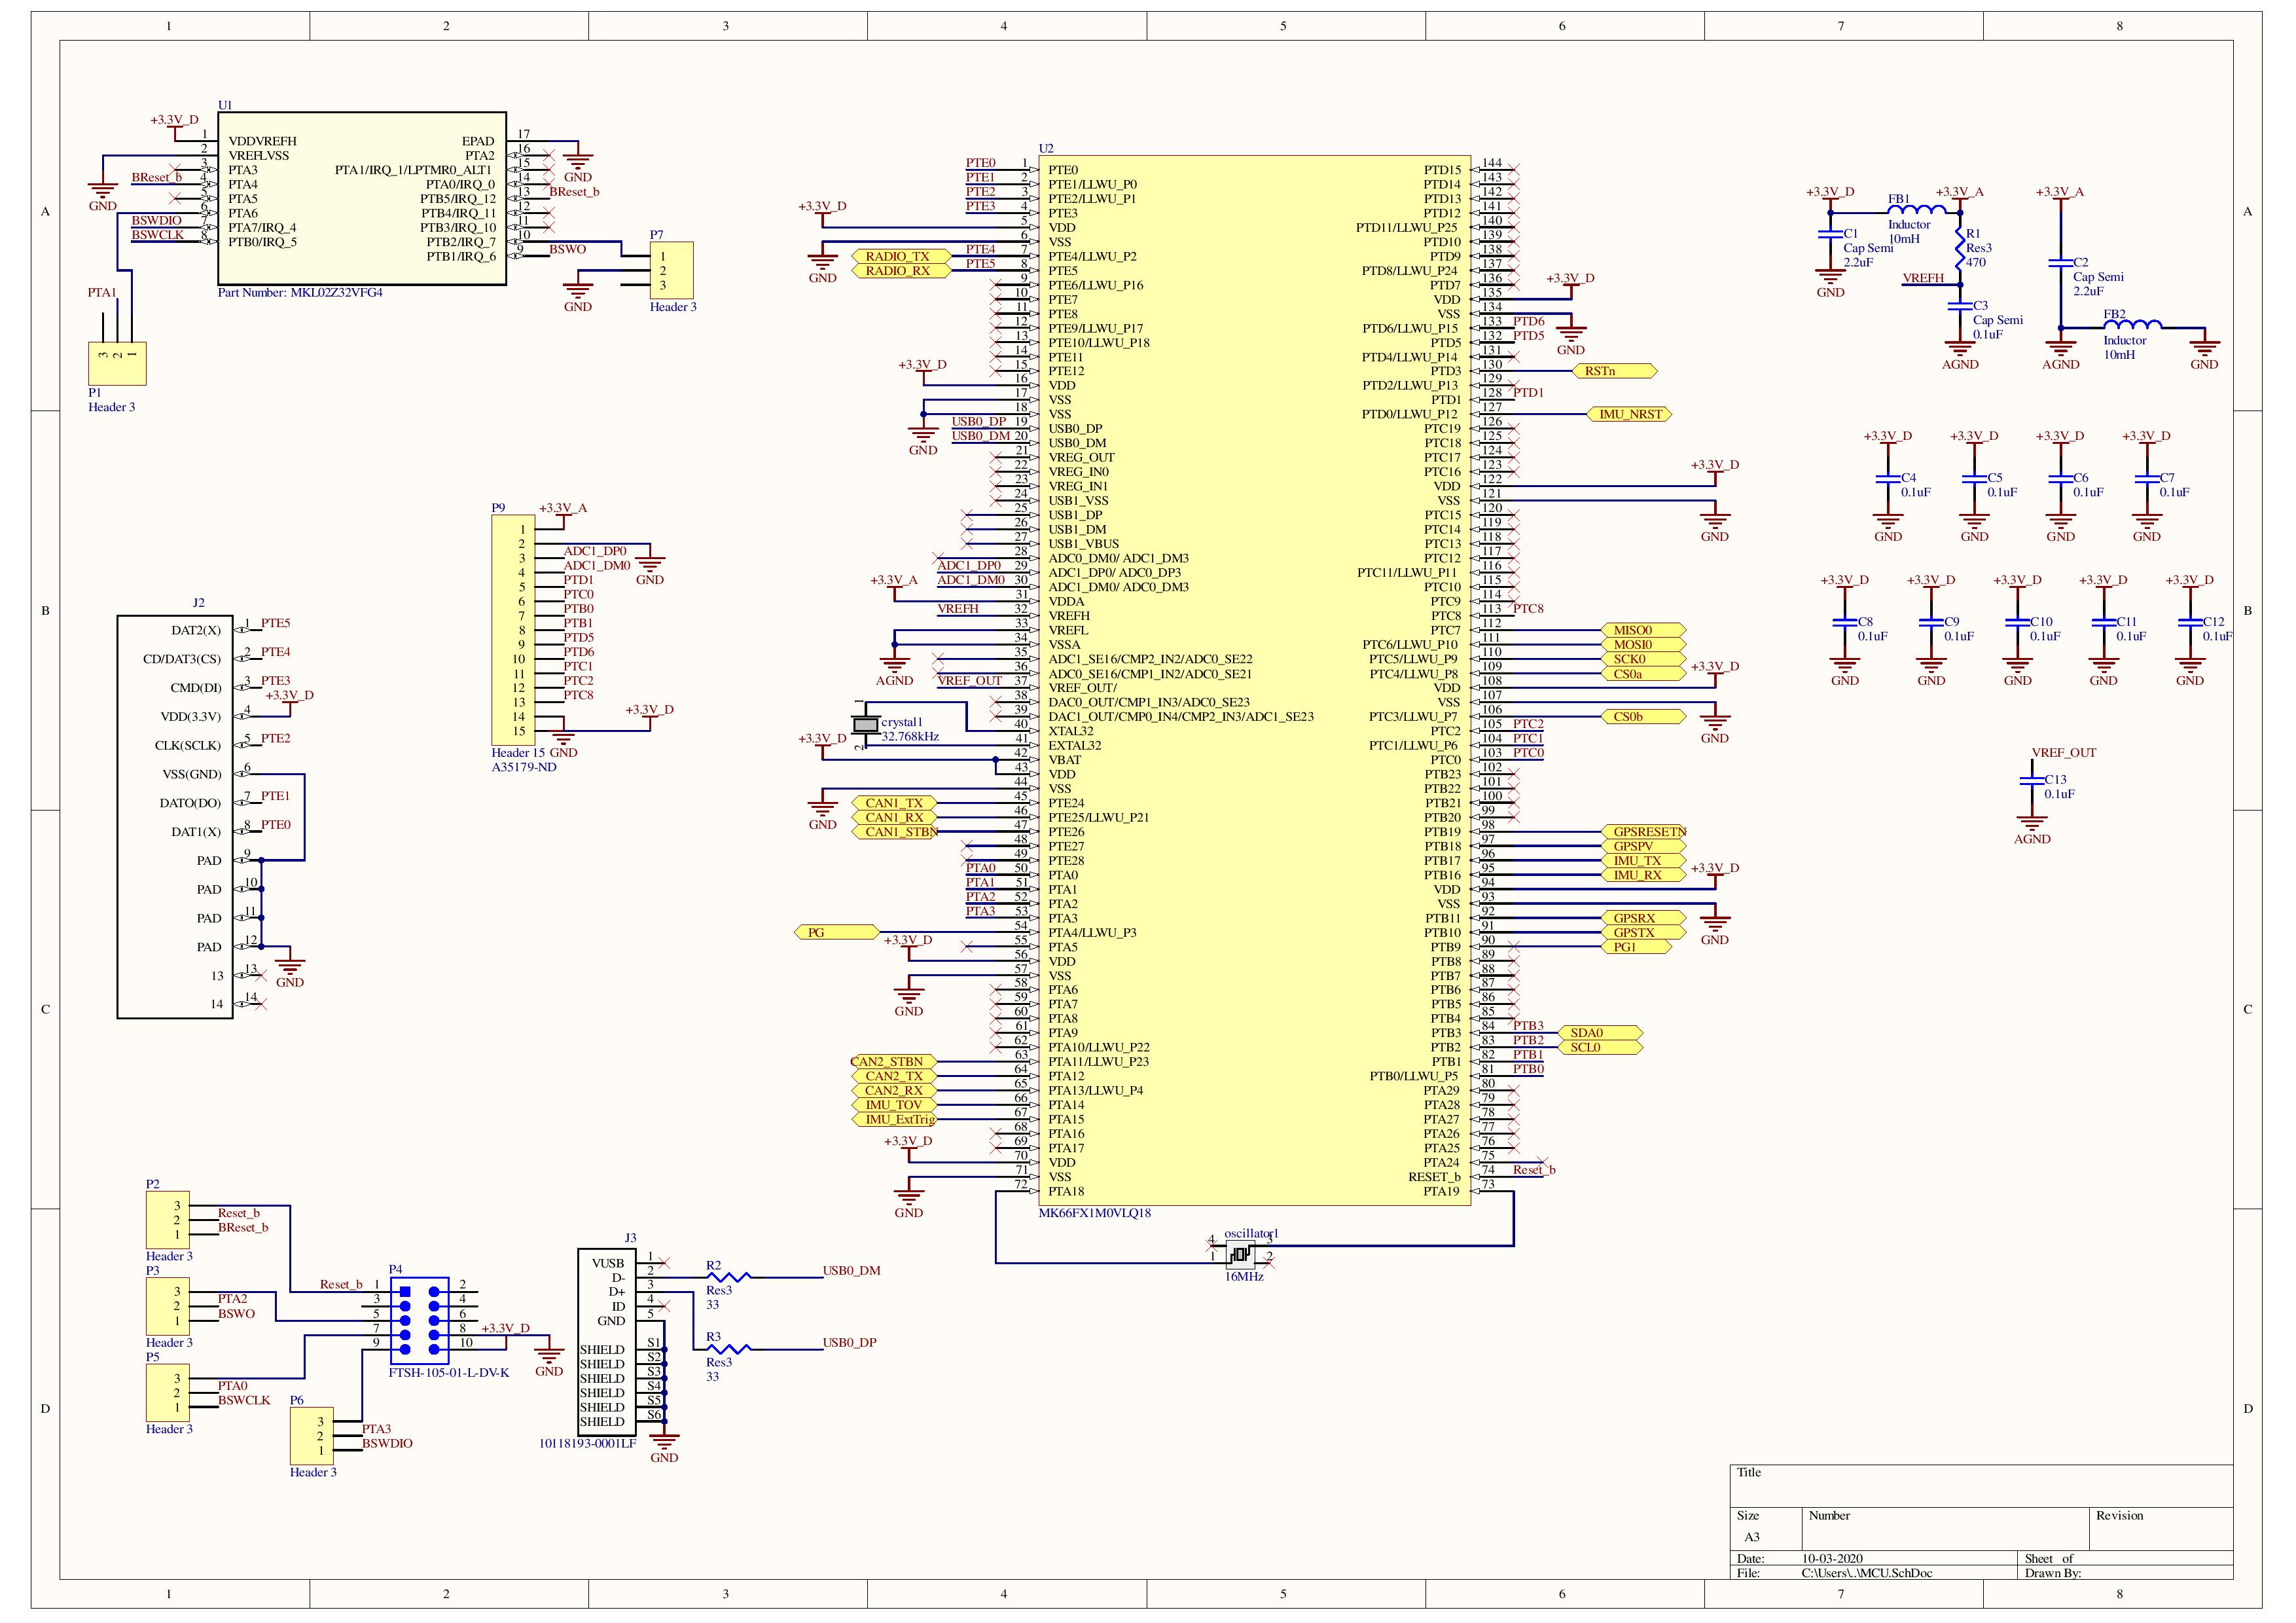 1 2 3 4 5 6 7 8
A
B
C
D
U1
+3.3V_D
1 VDDVREFH
2 VREFLVSS
3 PTA3
BReset_b 4 PTA4
5 PTA5
6 PTA6
BSWDIO 7 PTA7/IRQ_4
BSWCLK 8 PTB0/IRQ_5
EPAD 17
PTA2 16
PTA1/IRQ_1/LPTMR0_ALT1 15
PTA0/IRQ_0 14
PTB5/IRQ_12 13 BReset_b
PTB4/IRQ_11 12
PTB3/IRQ_10 11
PTB2/IRQ_7 10
PTB1/IRQ_6 9 BSWO
GND
GND
Part Number: MKL02Z32VFG4
P7
1
2
3
Header 3
GND
PTA1
3 2 1
P1
Header 3
P9
+3.3V_A
1
2
3 ADC1_DP0
4 ADC1_DM0
5 PTD1
6 PTC0
7 PTB0
8 PTB1
9 PTD5
10 PTD6
11 PTC1
12 PTC2
13 PTC8
14
15
GND
+3.3V_D
Header 15 GND
A35179-ND
J2
DAT2(X) 1 PTE5
CD/DAT3(CS) 2 PTE4
CMD(DI) 3 PTE3
+3.3V_D
VDD(3.3V) 4
CLK(SCLK) 5 PTE2
VSS(GND) 6
DATO(DO) 7 PTE1
DAT1(X) 8 PTE0
PAD 9
PAD 10
PAD 11
PAD 12
13 13
14 14
GND
P2
3
2 Reset_b
1 BReset_b
Header 3
P3
3
2 PTA2
1 BSWO
Header 3
P5
3
2 PTA0
1 BSWCLK
Header 3
P6
3
2 PTA3
1 BSWDIO
Header 3
P4
Reset_b 1 2
3 4
5 6
7 8 +3.3V_D
9 10
GND
FTSH-105-01-L-DV-K
J3
VUSB 1
D- 2
D+ 3
ID 4
GND 5
SHIELD S1
SHIELD S2
SHIELD S3
SHIELD S4
SHIELD S5
SHIELD S6
10118193-0001LF
GND
R2
Res3
33
USB0_DM
R3
Res3
33
USB0_DP
U2
PTE0 1 PTE0
PTE1 2 PTE1/LLWU_P0
PTE2 3 PTE2/LLWU_P1
PTE3 4 PTE3
+3.3V_D 5 VDD
6 VSS
GND
RADIO_TX PTE4 7 PTE4/LLWU_P2
RADIO_RX PTE5 8 PTE5
9 PTE6/LLWU_P16
10 PTE7
11 PTE8
12 PTE9/LLWU_P17
13 PTE10/LLWU_P18
14 PTE11
15 PTE12
+3.3V_D 16 VDD
17 VSS
18 VSS
GND
USB0_DP 19 USB0_DP
USB0_DM 20 USB0_DM
21 VREG_OUT
22 VREG_IN0
23 VREG_IN1
24 USB1_VSS
25 USB1_DP
26 USB1_DM
27 USB1_VBUS
28 ADC0_DM0/ ADC1_DM3
ADC1_DP0 29 ADC1_DP0/ ADC0_DP3
ADC1_DM0 30 ADC1_DM0/ ADC0_DM3
+3.3V_A 31 VDDA
VREFH 32 VREFH
33 VREFL
34 VSSA
AGND
35 ADC1_SE16/CMP2_IN2/ADC0_SE22
36 ADC0_SE16/CMP1_IN2/ADC0_SE21
VREF_OUT 37 VREF_OUT/
38 DAC0_OUT/CMP1_IN3/ADC0_SE23
39 DAC1_OUT/CMP0_IN4/CMP2_IN3/ADC1_SE23
40 XTAL32
41 EXTAL32
1
crystal1
32.768kHz
2
+3.3V_D 42 VBAT
43 VDD
44 VSS
GND
CAN1_TX 45 PTE24
CAN1_RX 46 PTE25/LLWU_P21
CAN1_STBN 47 PTE26
48 PTE27
49 PTE28
PTA0 50 PTA0
PTA1 51 PTA1
PTA2 52 PTA2
PTA3 53 PTA3
PG 54 PTA4/LLWU_P3
55 PTA5
+3.3V_D 56 VDD
57 VSS
GND
58 PTA6
59 PTA7
60 PTA8
61 PTA9
62 PTA10/LLWU_P22
CAN2_STBN 63 PTA11/LLWU_P23
CAN2_TX 64 PTA12
CAN2_RX 65 PTA13/LLWU_P4
IMU_TOV 66 PTA14
IMU_ExtTrig 67 PTA15
68 PTA16
69 PTA17
+3.3V_D 70 VDD
71 VSS
GND
72 PTA18
MK66FX1M0VLQ18
PTD15 144
PTD14 143
PTD13 142
PTD12 141
PTD11/LLWU_P25 140
PTD10 139
PTD9 138
PTD8/LLWU_P24 137
PTD7 136
VDD 135 +3.3V_D
VSS 134
GND
PTD6/LLWU_P15 133 PTD6
PTD5 132 PTD5
PTD4/LLWU_P14 131
PTD3 130 RSTn
PTD2/LLWU_P13 129
PTD1 128 PTD1
PTD0/LLWU_P12 127 IMU_NRST
PTC19 126
PTC18 125
PTC17 124
PTC16 123
VDD 122 +3.3V_D
VSS 121
GND
PTC15 120
PTC14 119
PTC13 118
PTC12 117
PTC11/LLWU_P11 116
PTC10 115
PTC9 114
PTC8 113 PTC8
PTC7 112 MISO0
PTC6/LLWU_P10 111 MOSI0
PTC5/LLWU_P9 110 SCK0
PTC4/LLWU_P8 109 CS0a
VDD 108 +3.3V_D
VSS 107
GND
PTC3/LLWU_P7 106 CS0b
PTC2 105 PTC2
PTC1/LLWU_P6 104 PTC1
PTC0 103 PTC0
PTB23 102
PTB22 101
PTB21 100
PTB20 99
PTB19 98 GPSRESETN
PTB18 97 GPSPV
PTB17 96 IMU_TX
PTB16 95 IMU_RX
VDD 94 +3.3V_D
VSS 93
GND
PTB11 92 GPSRX
PTB10 91 GPSTX
PTB9 90 PG1
PTB8 89
PTB7 88
PTB6 87
PTB5 86
PTB4 85
PTB3 84 PTB3 SDA0
PTB2 83 PTB2 SCL0
PTB1 82 PTB1
PTB0/LLWU_P5 81 PTB0
PTA29 80
PTA28 79
PTA27 78
PTA26 77
PTA25 76
PTA24 75
RESET_b 74 Reset_b
PTA19 73
oscillator1
4 3
1 2
16MHz
+3.3V_D FB1 +3.3V_A
Inductor
10mH
C1
Cap Semi
2.2uF
GND
R1
Res3
470
VREFH
C3
Cap Semi
0.1uF
AGND
+3.3V_A
C2
Cap Semi
2.2uF
FB2
Inductor
10mH
AGND
GND
+3.3V_D +3.3V_D +3.3V_D +3.3V_D
C4 C5 C6 C7
0.1uF 0.1uF 0.1uF 0.1uF
GND GND GND GND
+3.3V_D +3.3V_D +3.3V_D +3.3V_D +3.3V_D
C8 C9 C10 C11 C12
0.1uF 0.1uF 0.1uF 0.1uF 0.1uF
GND GND GND GND GND
VREF_OUT
C13
0.1uF
AGND
A
B
C
D
Title
Size Number Revision
A3
Date: 10-03-2020 Sheet of
File: C:\Users\..\MCU.SchDoc Drawn By:
1 2 3 4 5 6 7 8